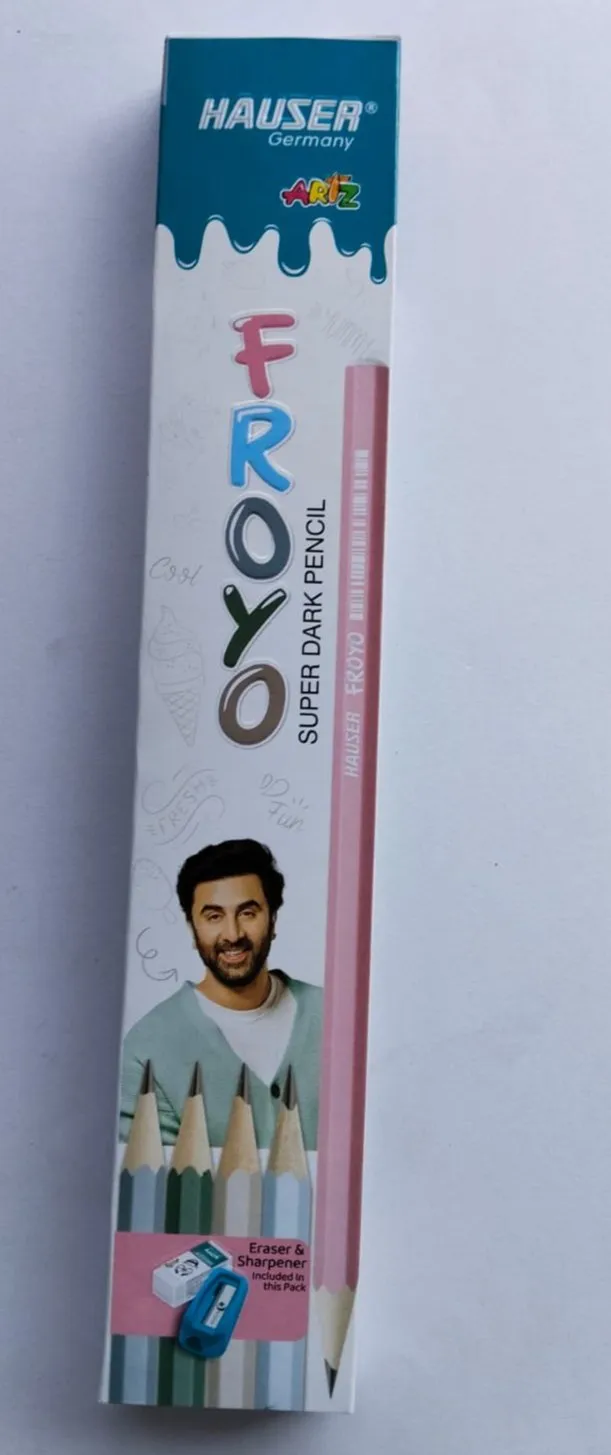 HAUSER®
Germany
ARTZ
FROYO
SUPER DARK PENCIL
HAUSER FROYO
Cool
FRESH
Fun
Eraser &
Sharpener
Included in
this Pack